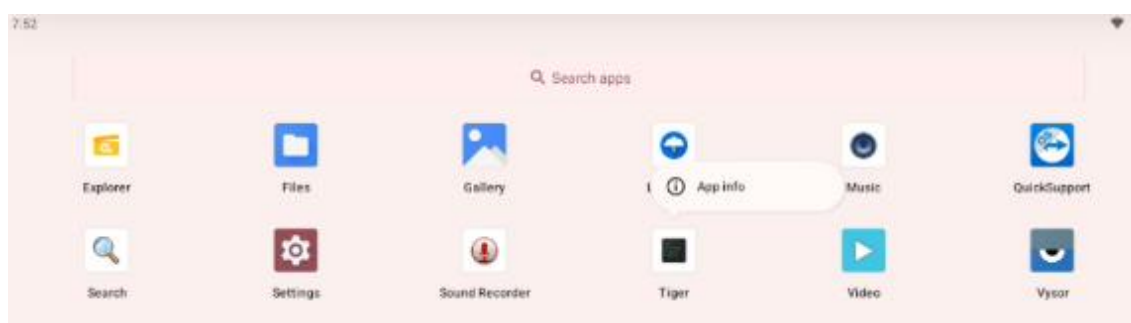 7:52
Search apps
Explorer
Files
Gallery
App info
Music
QuickSupport
Search
Settings
Sound Recorder
Tiger
Video
Vysor